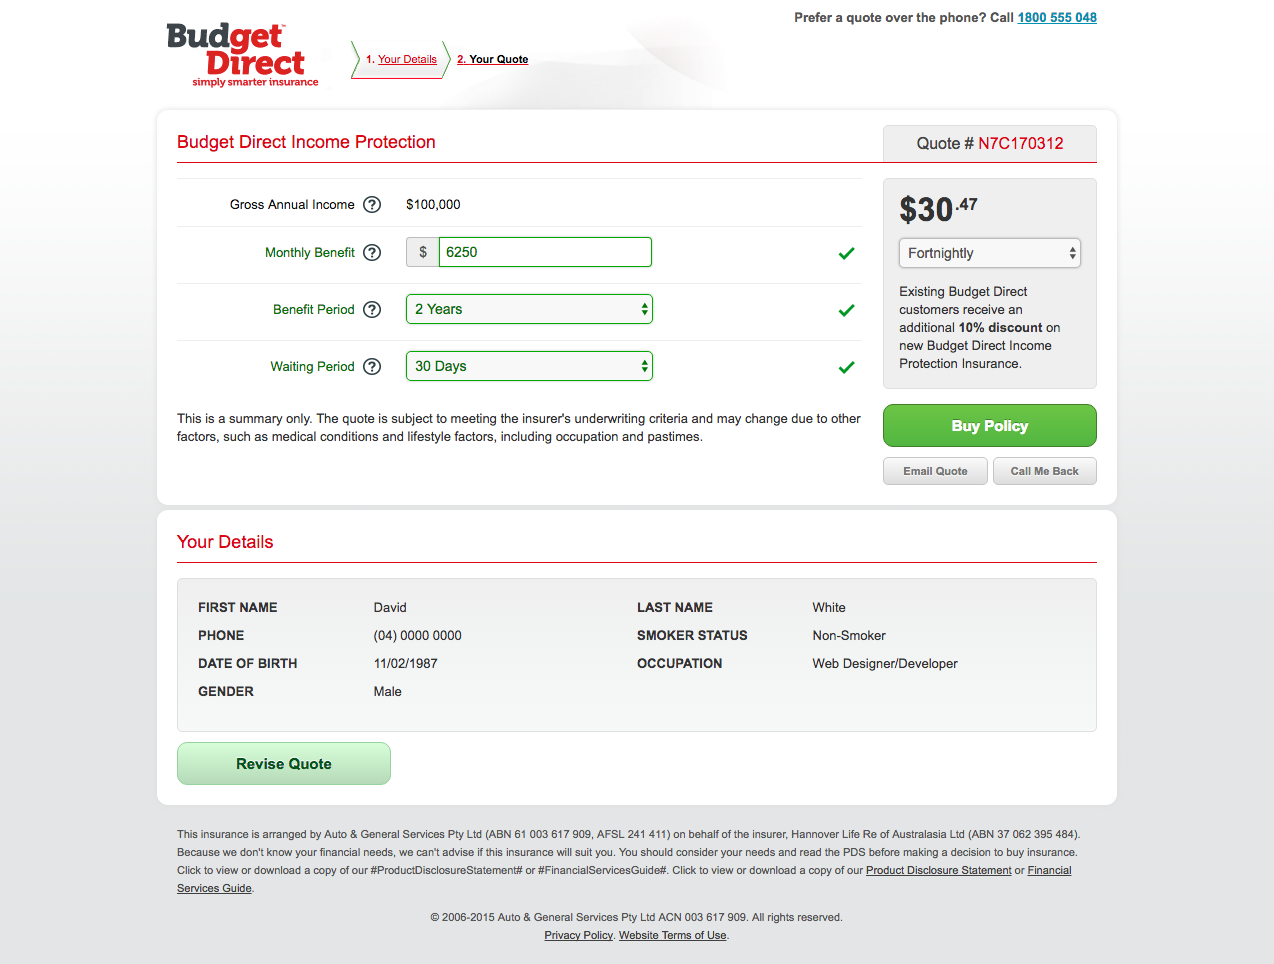 Prefer a quote over the phone? Call 1800 555 048
Budget Direct™
simply smarter insurance
1. Your Details
2. Your Quote
Budget Direct Income Protection
Quote # N7C170312
Gross Annual Income ? $100,000
Monthly Benefit ? $ 6250
Benefit Period ? 2 Years
Waiting Period ? 30 Days
This is a summary only. The quote is subject to meeting the insurer's underwriting criteria and may change due to other
factors, such as medical conditions and lifestyle factors, including occupation and pastimes.
$30.47
Fortnightly
Existing Budget Direct
customers receive an
additional 10% discount on
new Budget Direct Income
Protection Insurance.
Buy Policy
Email Quote
Call Me Back
Your Details
FIRST NAME David LAST NAME White
PHONE (04) 0000 0000 SMOKER STATUS Non-Smoker
DATE OF BIRTH 11/02/1987 OCCUPATION Web Designer/Developer
GENDER Male
Revise Quote
This insurance is arranged by Auto & General Services Pty Ltd (ABN 61 003 617 909, AFSL 241 411) on behalf of the insurer, Hannover Life Re of Australasia Ltd (ABN 37 062 395 484).
Because we don't know your financial needs, we can't advise if this insurance will suit you. You should consider your needs and read the PDS before making a decision to buy insurance.
Click to view or download a copy of our #ProductDisclosureStatement# or #FinancialServicesGuide#. Click to view or download a copy of our Product Disclosure Statement or Financial
Services Guide.
© 2006-2015 Auto & General Services Pty Ltd ACN 003 617 909. All rights reserved.
Privacy Policy. Website Terms of Use.